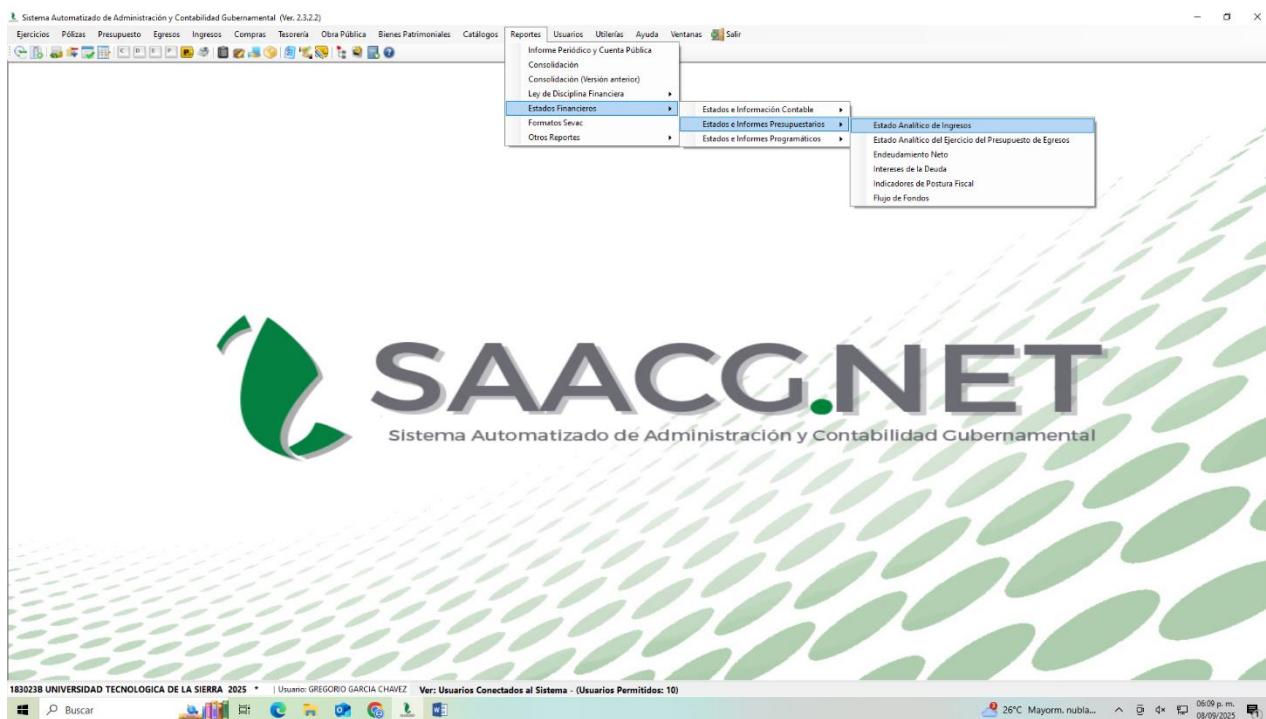 Sistema Automatizado de Administración y Contabilidad Gubernamental (Ver. 2.3.2.2)
Ejercicios Pólizas Presupuesto Egresos Ingresos Compras Tesorería Obra Pública Bienes Patrimoniales Catálogos Reportes Usuarios Utilerías Ayuda Ventanas Salir
C D E P P
Informe Periódico y Cuenta Pública
Consolidación
Consolidación (Versión anterior)
Ley de Disciplina Financiera
Estados Financieros
Formatos Sevac
Otros Reportes
Estados e Información Contable
Estados e Informes Presupuestarios
Estados e Informes Programáticos
Estado Analítico de Ingresos
Estado Analítico del Ejercicio del Presupuesto de Egresos
Endeudamiento Neto
Intereses de la Deuda
Indicadores de Postura Fiscal
Flujo de Fondos
SAACG.NET
Sistema Automatizado de Administración y Contabilidad Gubernamental
183023B UNIVERSIDAD TECNOLOGICA DE LA SIERRA 2025 * | Usuario: GREGORIO GARCIA CHAVEZ Ver: Usuarios Conectados al Sistema - (Usuarios Permitidos: 10)
Buscar
26°C Mayorm. nubla...
06:09 p. m.
08/09/2025